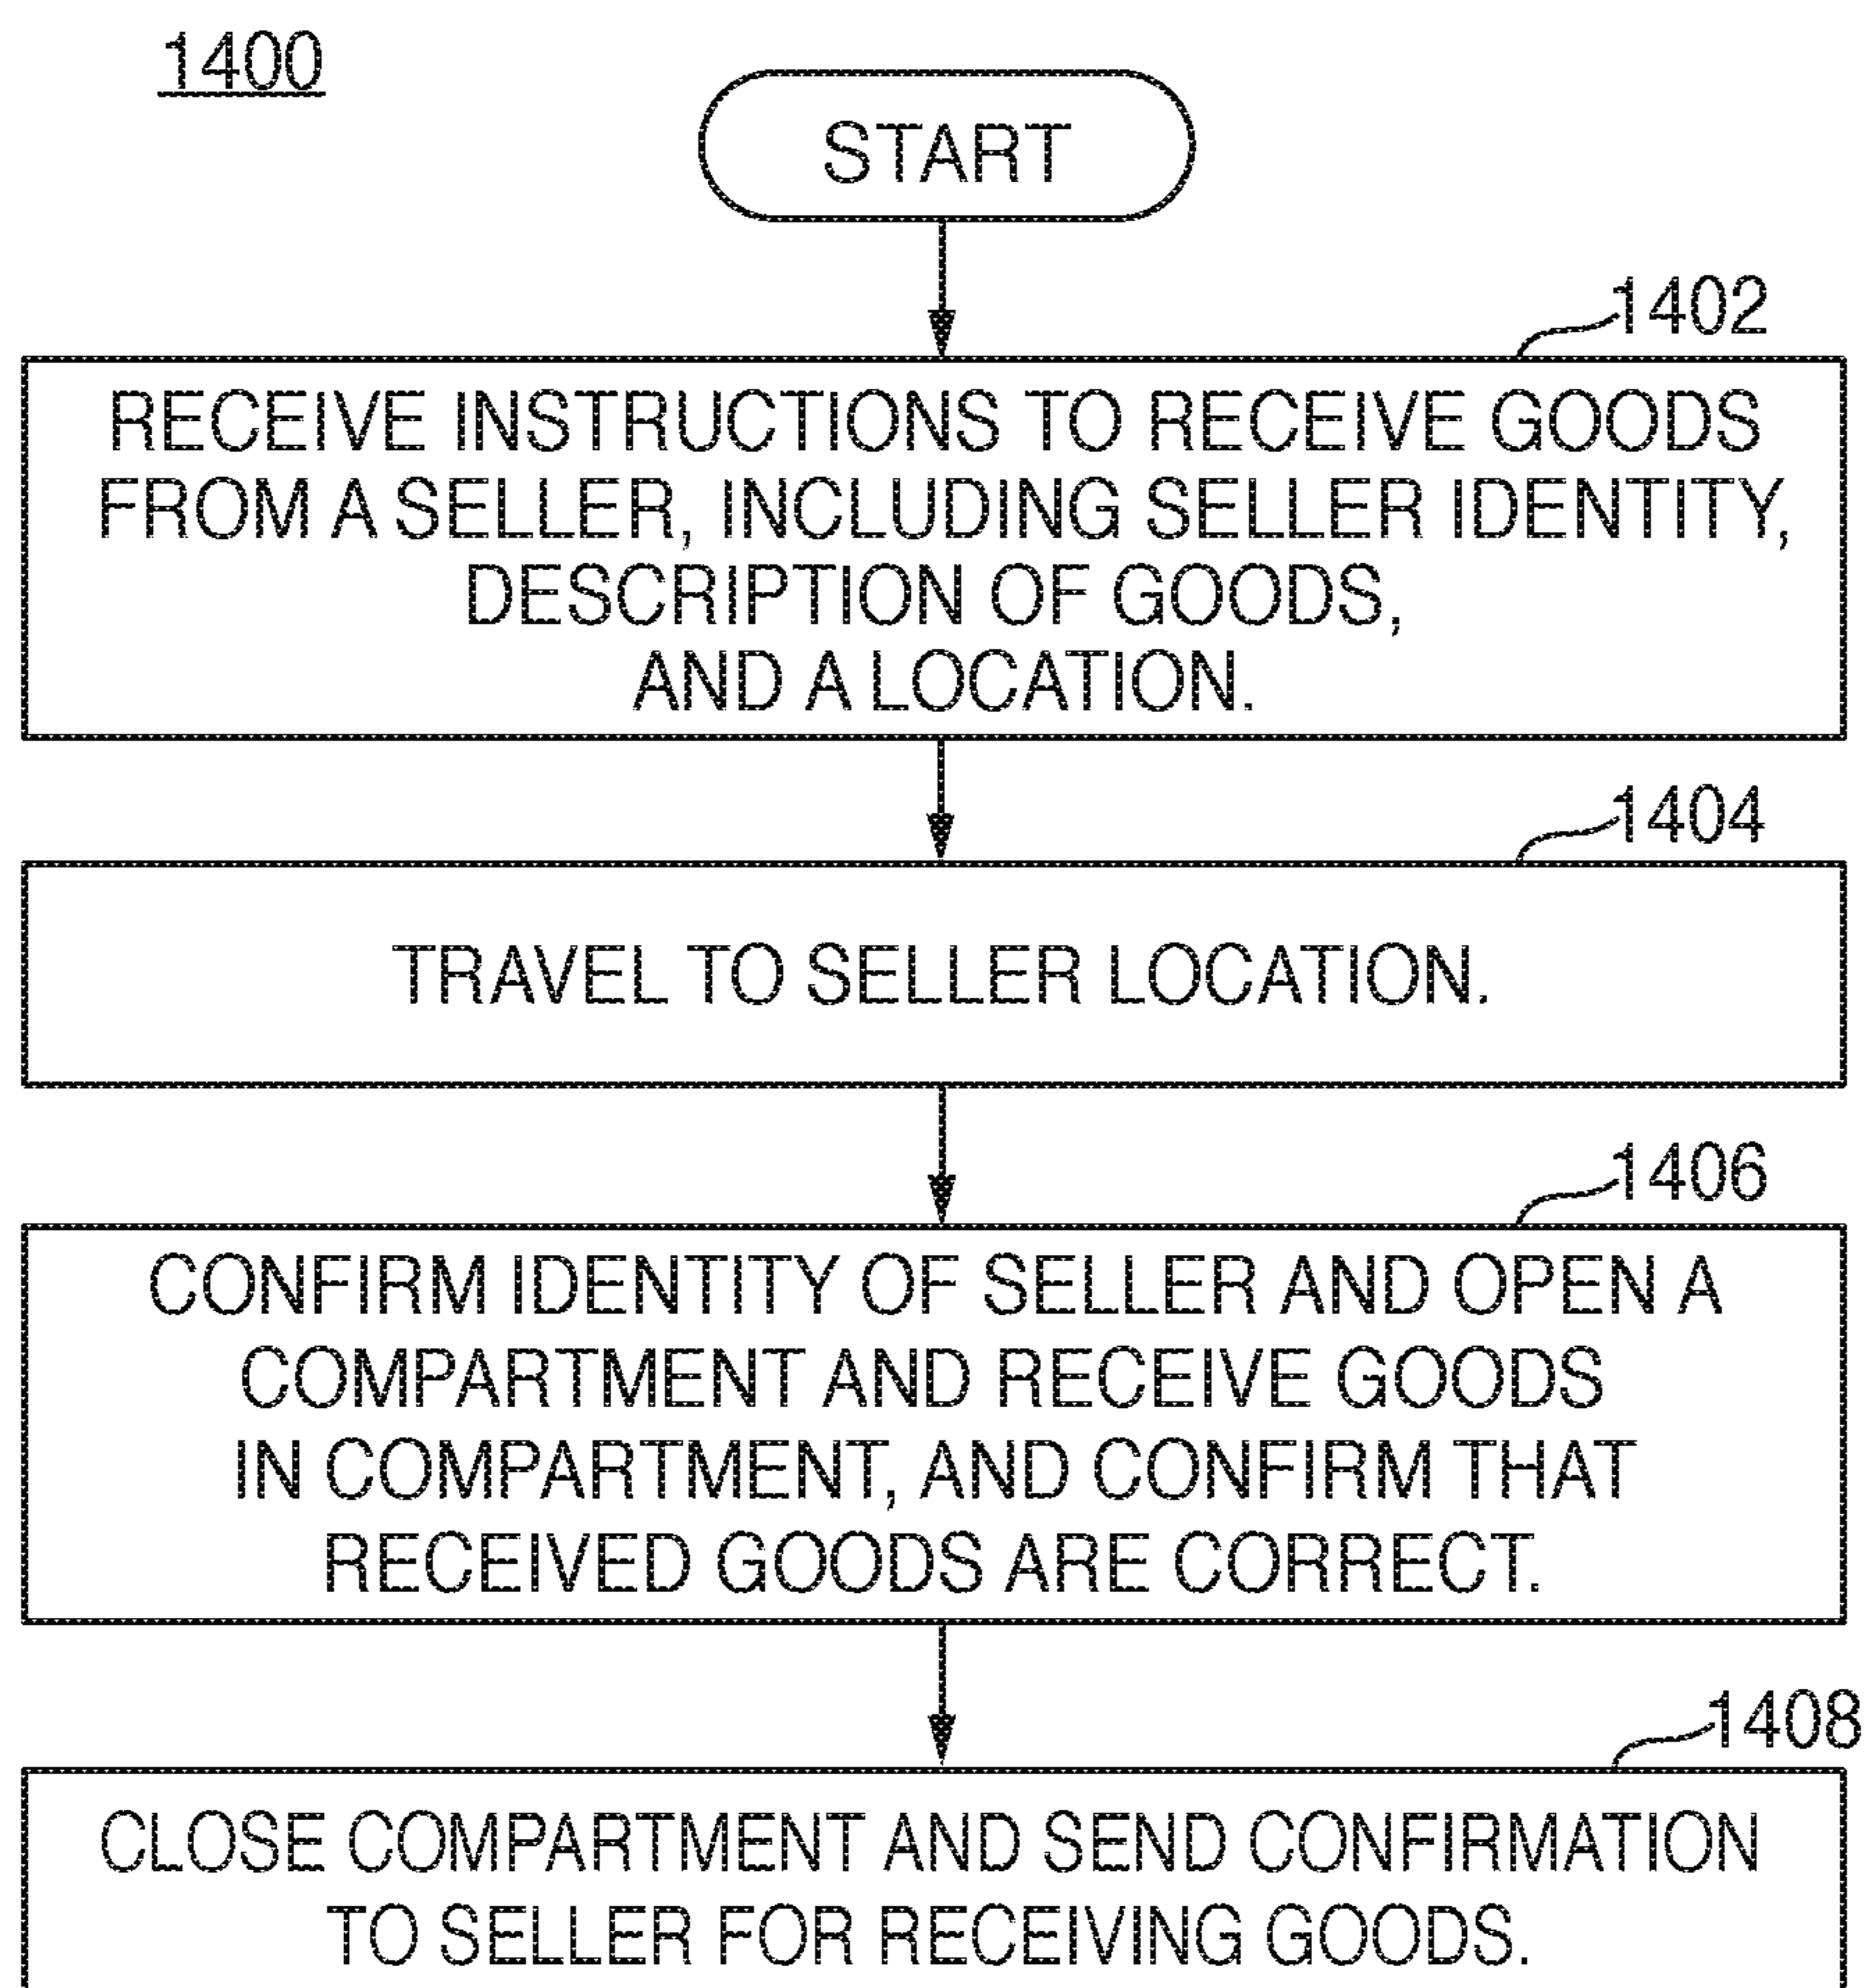 1400
START
1402
RECEIVE INSTRUCTIONS TO RECEIVE GOODS
FROM A SELLER, INCLUDING SELLER IDENTITY,
DESCRIPTION OF GOODS,
AND A LOCATION.
1404
TRAVEL TO SELLER LOCATION.
1406
CONFIRM IDENTITY OF SELLER AND OPEN A
COMPARTMENT AND RECEIVE GOODS
IN COMPARTMENT, AND CONFIRM THAT
RECEIVED GOODS ARE CORRECT.
1408
CLOSE COMPARTMENT AND SEND CONFIRMATION
TO SELLER FOR RECEIVING GOODS.